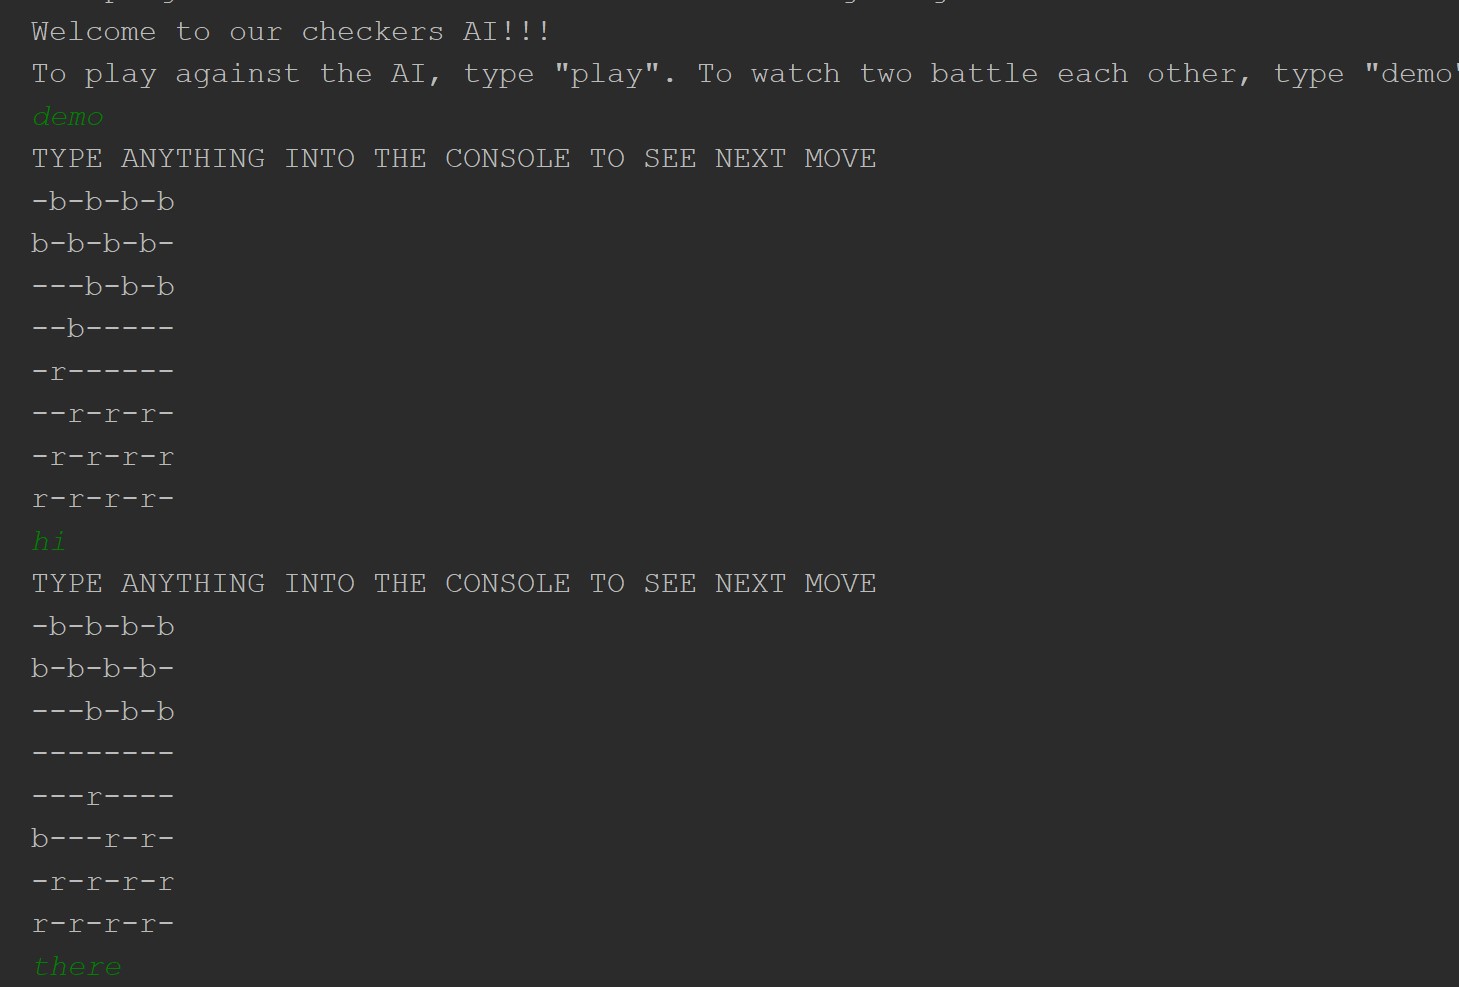 Welcome to our checkers AI!!!
To play against the AI, type "play". To watch two battle each other, type "demo"
demo
TYPE ANYTHING INTO THE CONSOLE TO SEE NEXT MOVE
-b-b-b-b
b-b-b-b-
---b-b-b
--b-----
-r------
--r-r-r-
-r-r-r-r
r-r-r-r-
hi
TYPE ANYTHING INTO THE CONSOLE TO SEE NEXT MOVE
-b-b-b-b
b-b-b-b-
---b-b-b
--------
---r----
b---r-r-
-r-r-r-r
r-r-r-r-
there